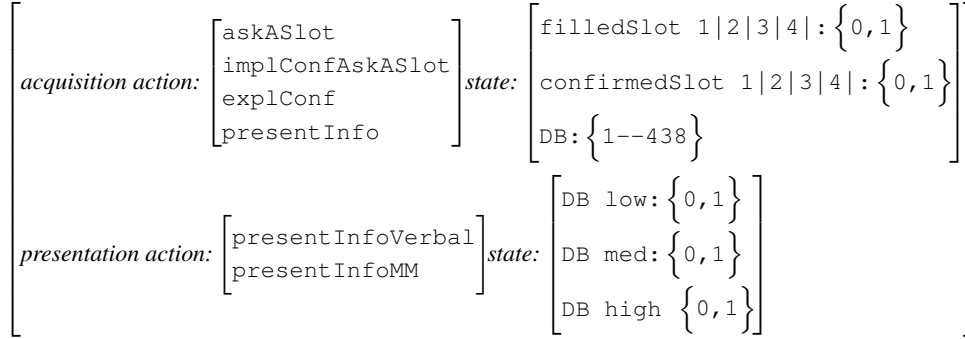 acquisition action: askASlot implConfAskASlot explConf presentInfo state: filledSlot 1|2|3|4|:{0,1} confirmedSlot 1|2|3|4|:{0,1} DB:{1--438}
presentation action: presentInfoVerbal presentInfoMM state: DB low:{0,1} DB med:{0,1} DB high {0,1}